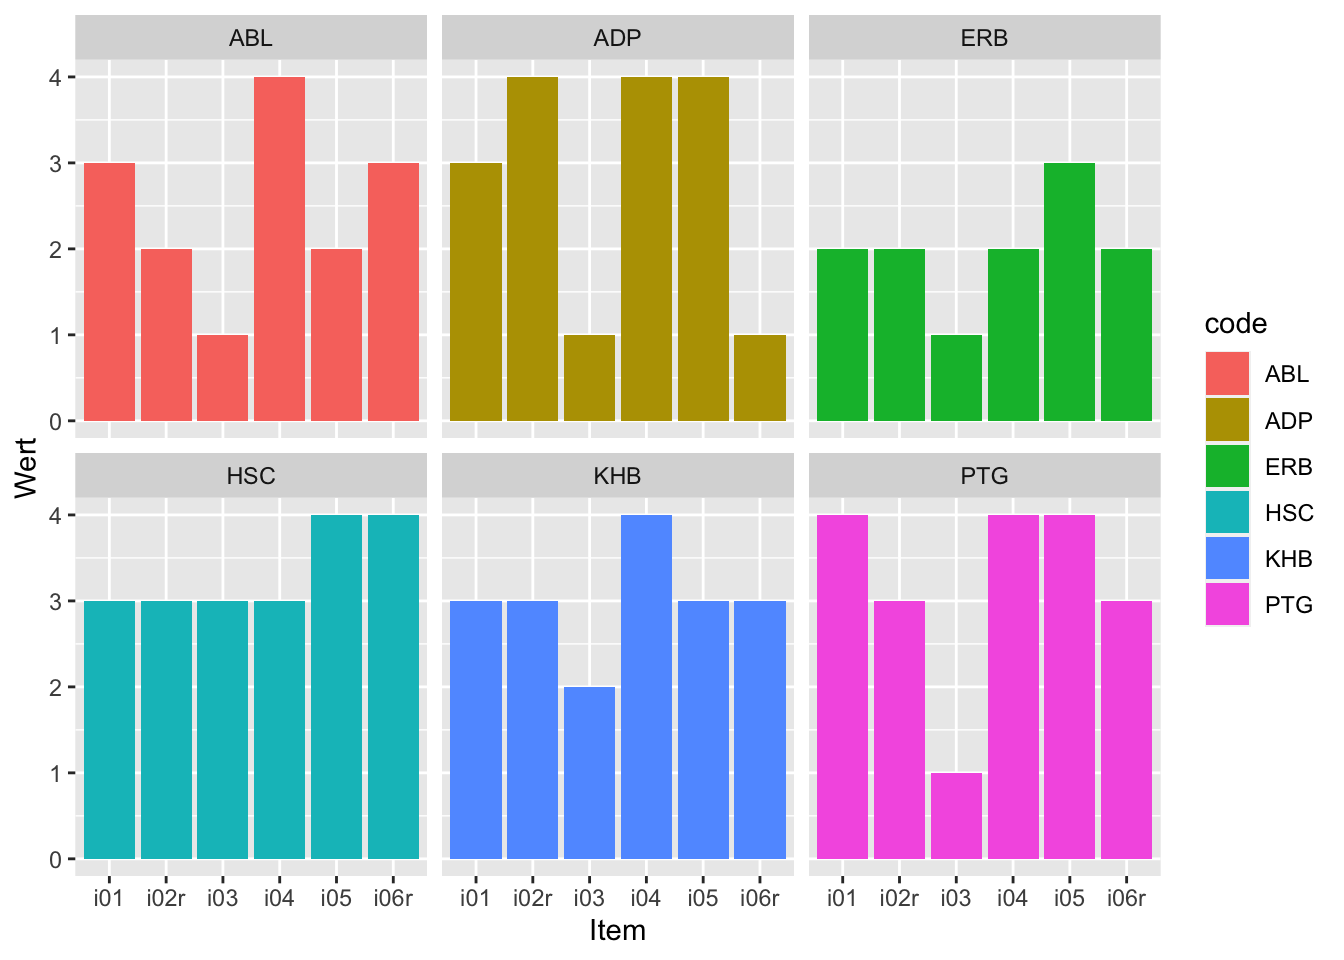 ABL ADP ERB
4
3
2
1
0
HSC KHB PTG
4
3
2
1
0
i01 i02r i03 i04 i05 i06r i01 i02r i03 i04 i05 i06r i01 i02r i03 i04 i05 i06r
Item
Wert
code
ABL
ADP
ERB
HSC
KHB
PTG